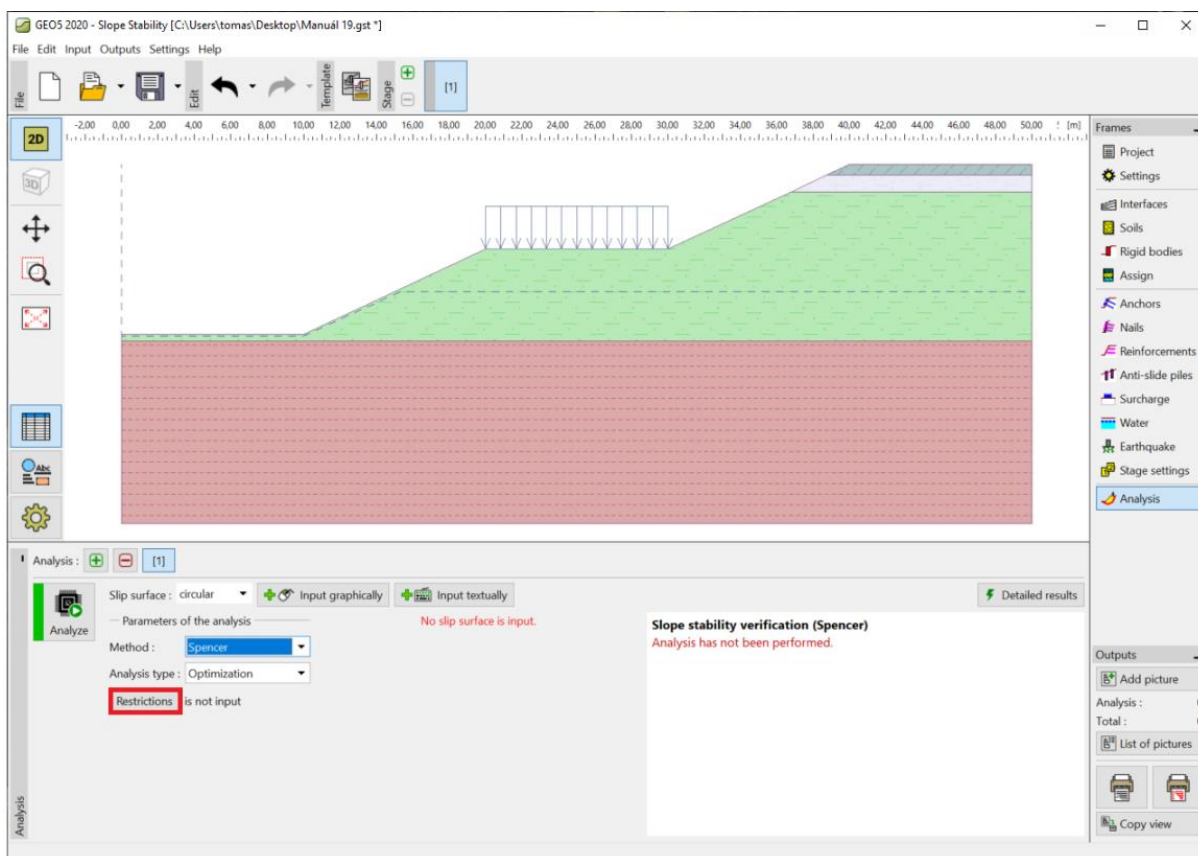 GEO5 2020 - Slope Stability [C:\Users\tomas\Desktop\Manuál 19.gst *]
File Edit Input Outputs Settings Help
File
Edit
Template
Stage
[1]
2D
-2,00 0,00 2,00 4,00 6,00 8,00 10,00 12,00 14,00 16,00 18,00 20,00 22,00 24,00 26,00 28,00 30,00 32,00 34,00 36,00 38,00 40,00 42,00 44,00 46,00 48,00 50,00 [m]
3D
Abc
Frames
Project
Settings
Interfaces
Soils
Rigid bodies
Assign
Anchors
Nails
Reinforcements
Anti-slide piles
Surcharge
Water
Earthquake
Stage settings
Analysis
Analysis : [1]
Analyze
Slip surface : circular Input graphically Input textually Detailed results
Parameters of the analysis
No slip surface is input.
Method : Spencer
Analysis type : Optimization
Restrictions is not input
Slope stability verification (Spencer)
Analysis has not been performed.
Analysis
Outputs
Add picture
Analysis :
Total :
List of pictures
Copy view